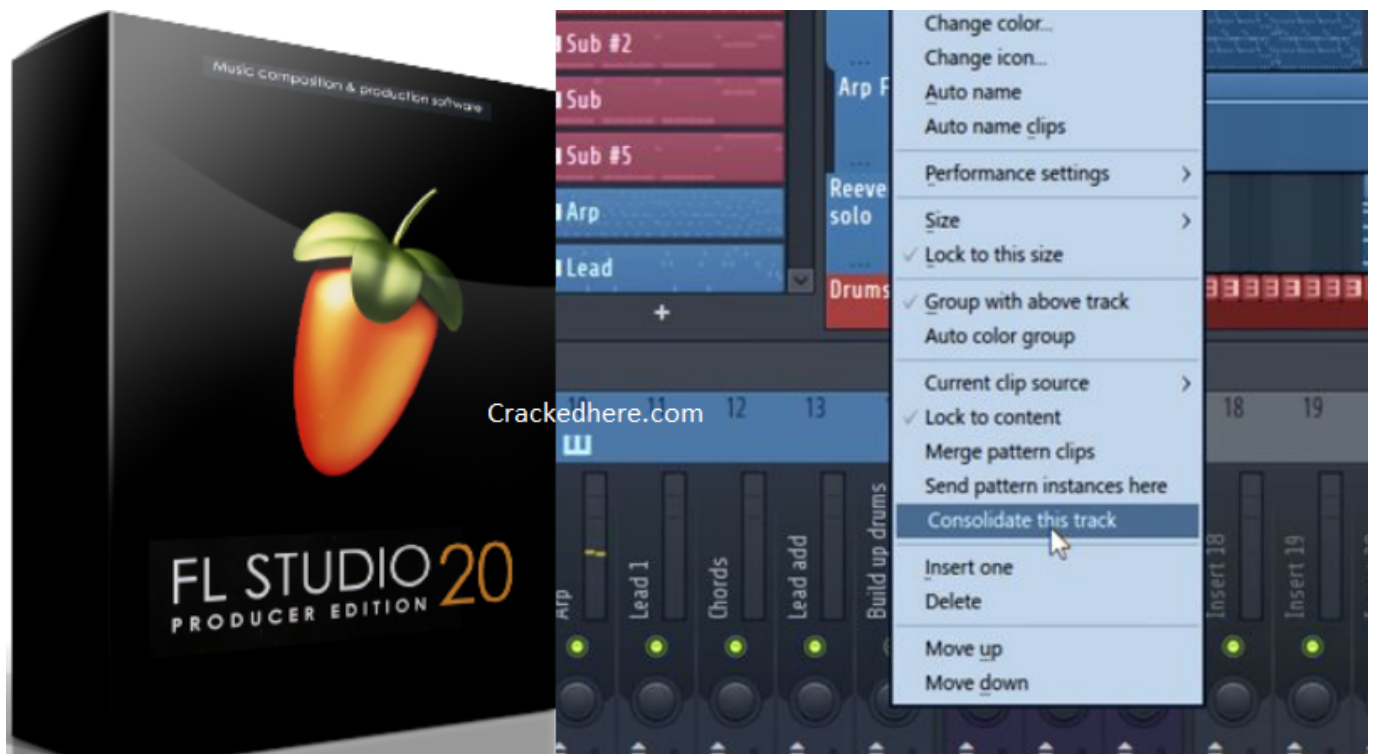 Music composition & production software
FL STUDIO 20
PRODUCER EDITION
Crackedhere.com
Sub #2
Sub
Sub #5
Arp
Lead
+
Arp F
Reeve
solo
Drums
Change color...
Change icon...
Auto name
Auto name clips
Performance settings
Size
Lock to this size
Group with above track
Auto color group
Current clip source
Lock to content
Merge pattern clips
Send pattern instances here
Consolidate this track
Insert one
Delete
Move up
Move down
10 11 12 13 18 19
Arp
Lead 1
Chords
Lead add
Build up drums
Insert 18
Insert 19